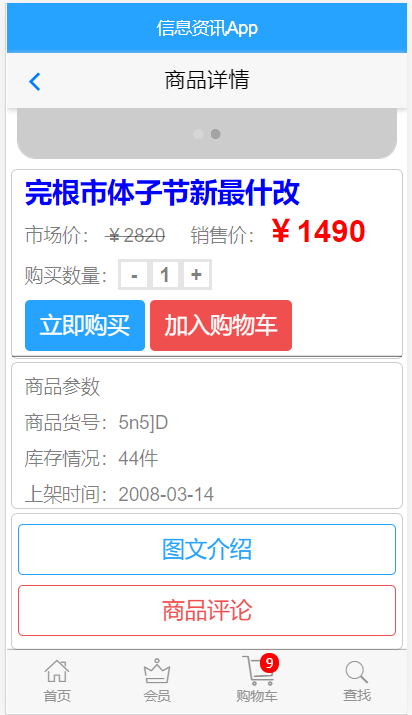 信息资讯App
商品详情
完根市体子节新最什改
市场价: ￥2820 销售价: ￥1490
购买数量: - 1 +
立即购买 加入购物车
商品参数
商品货号: 5n5]D
库存情况: 44件
上架时间: 2008-03-14
图文介绍
商品评论
9
首页 会员 购物车 查找